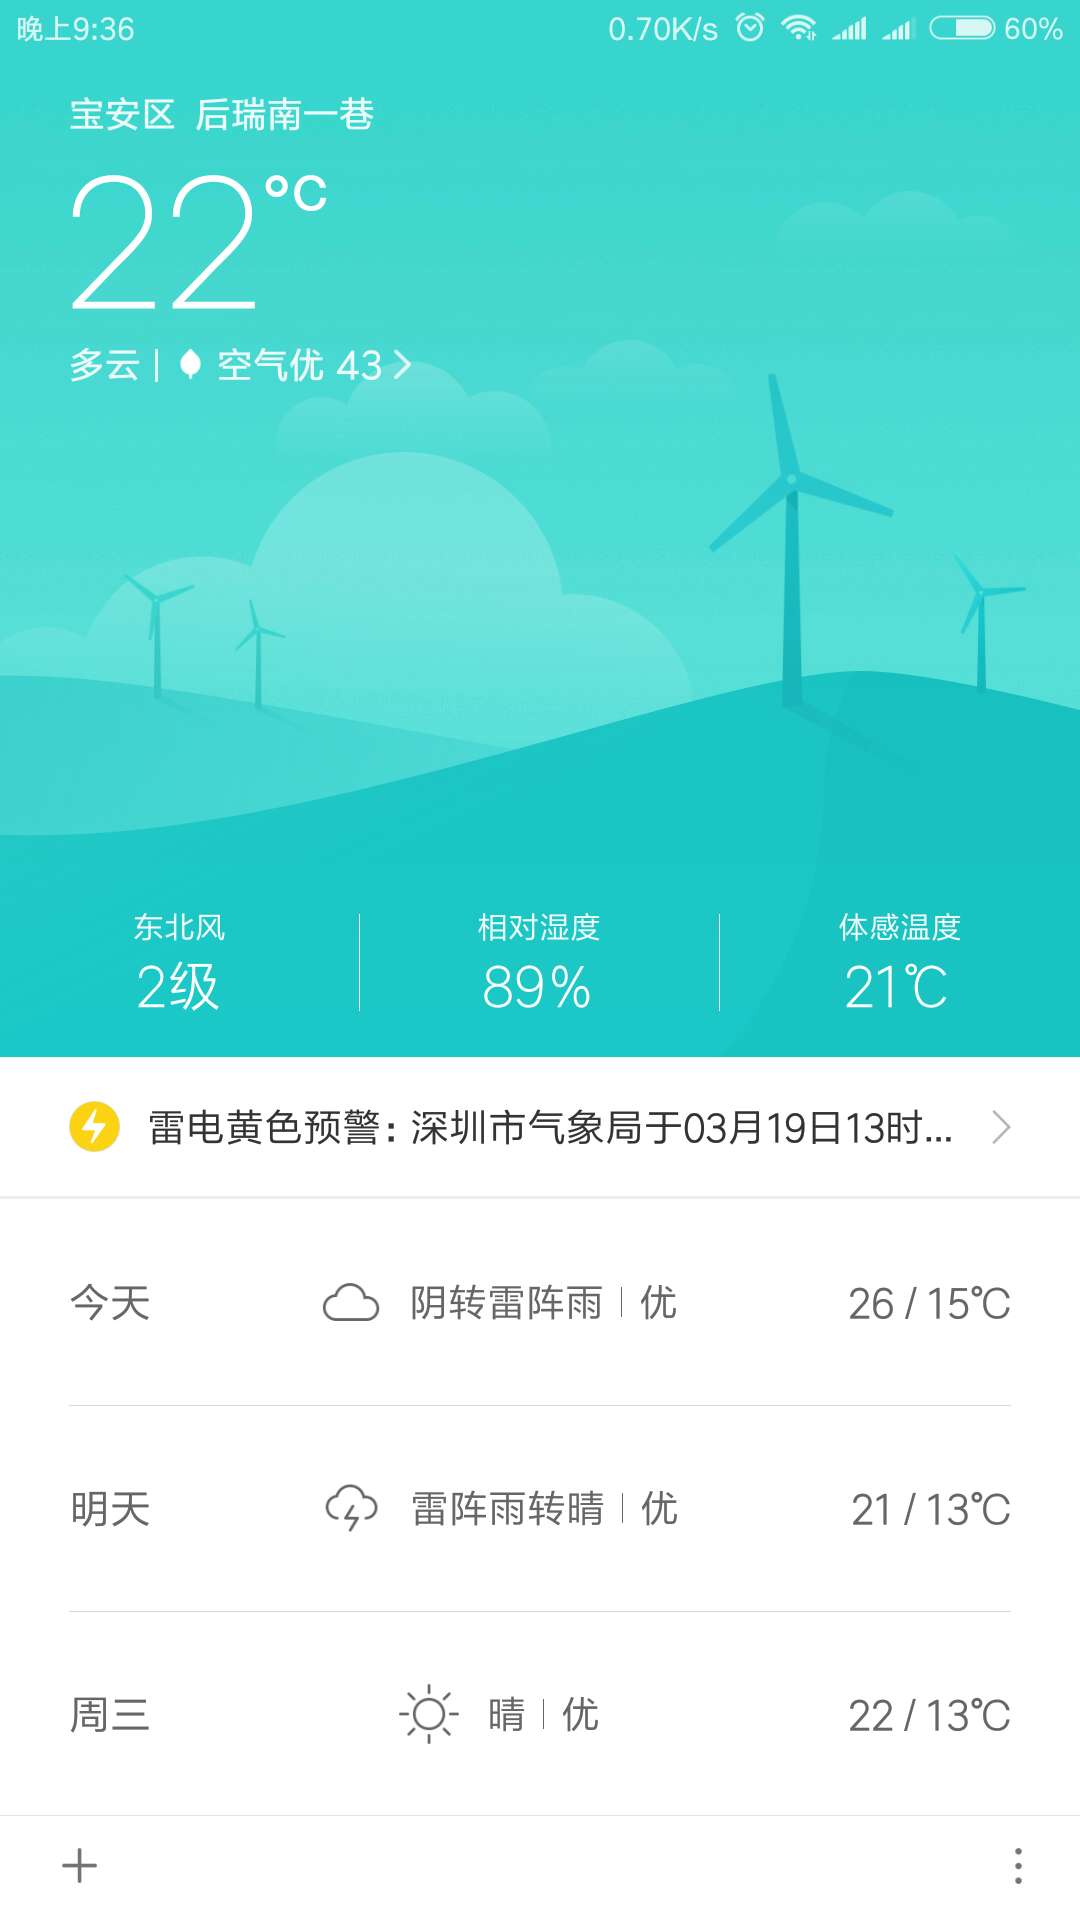 晚上9:36 0.70K/s 60%
宝安区 后瑞南一巷
22℃
多云 | 空气优 43
东北风 相对湿度 体感温度
2级 89% 21℃
雷电黄色预警：深圳市气象局于03月19日13时...
今天 阴转雷阵雨 | 优 26 / 15℃
明天 雷阵雨转晴 | 优 21 / 13℃
周三 晴 | 优 22 / 13℃